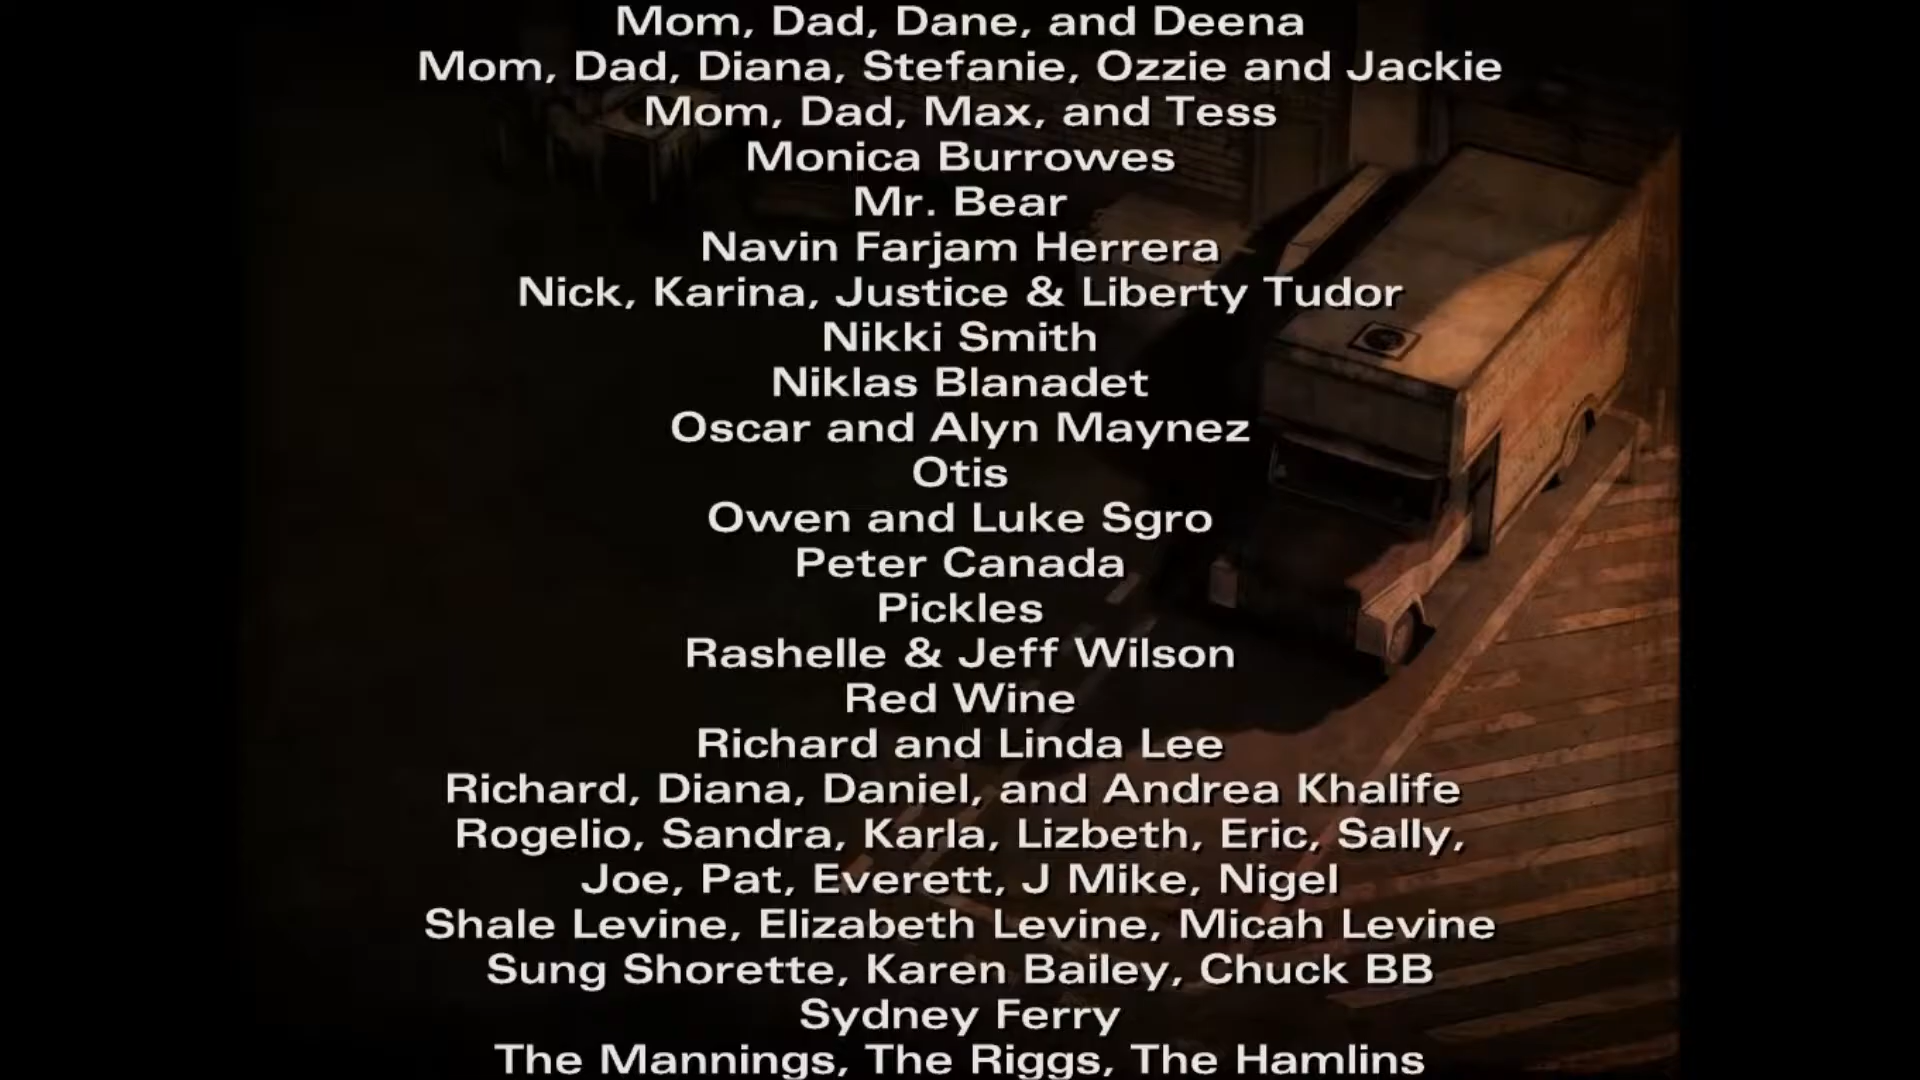 Mom, Dad, Dane, and Deena
Mom, Dad, Diana, Stefanie, Ozzie and Jackie
Mom, Dad, Max, and Tess
Monica Burrowes
Mr. Bear
Navin Farjam Herrera
Nick, Karina, Justice & Liberty Tudor
Nikki Smith
Niklas Blanadet
Oscar and Alyn Maynez
Otis
Owen and Luke Sgro
Peter Canada
Pickles
Rashelle & Jeff Wilson
Red Wine
Richard and Linda Lee
Richard, Diana, Daniel, and Andrea Khalife
Rogelio, Sandra, Karla, Lizbeth, Eric, Sally,
Joe, Pat, Everett, J Mike, Nigel
Shale Levine, Elizabeth Levine, Micah Levine
Sung Shorette, Karen Bailey, Chuck BB
Sydney Ferry
The Mannings, The Riggs, The Hamlins